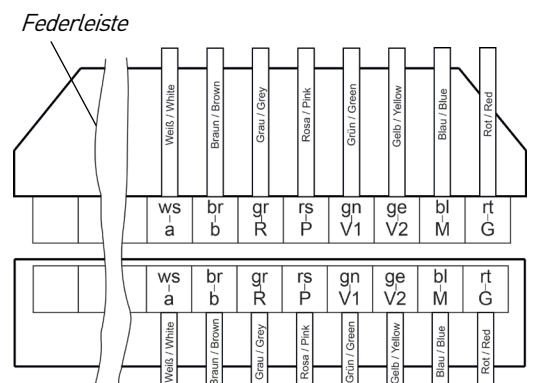 Federleiste
Weiß / White
Braun / Brown
Grau / Grey
Rosa / Pink
Grün / Green
Gelb / Yellow
Blau / Blue
Rot / Red
ws br gr rs gn ge bl rt
a b R P V1 V2 M G
ws br gr rs gn ge bl rt
a b R P V1 V2 M G
Weiß / White
Braun / Brown
Grau / Grey
Rosa / Pink
Grün / Green
Gelb / Yellow
Blau / Blue
Rot / Red